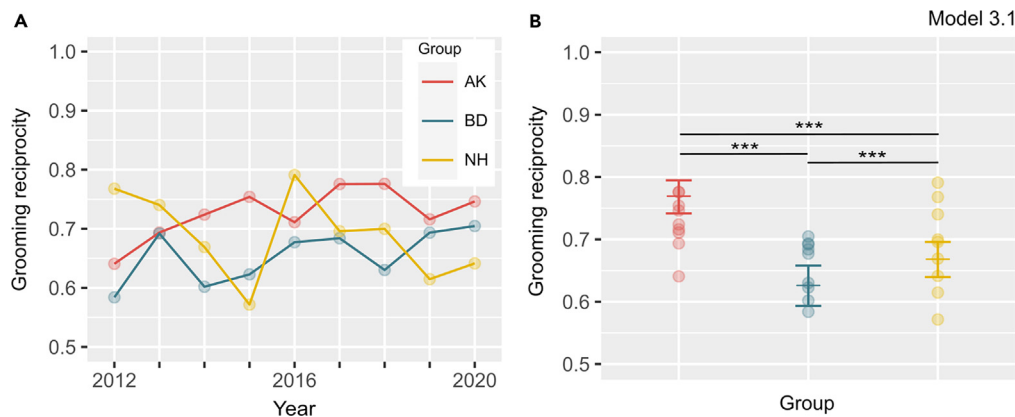 A
Grooming reciprocity
1.0
0.9
0.8
0.7
0.6
0.5
Group
AK
BD
NH
2012
2016
2020
Year
B
Model 3.1
Grooming reciprocity
1.0
0.9
0.8
0.7
0.6
0.5
***
***
***
Group